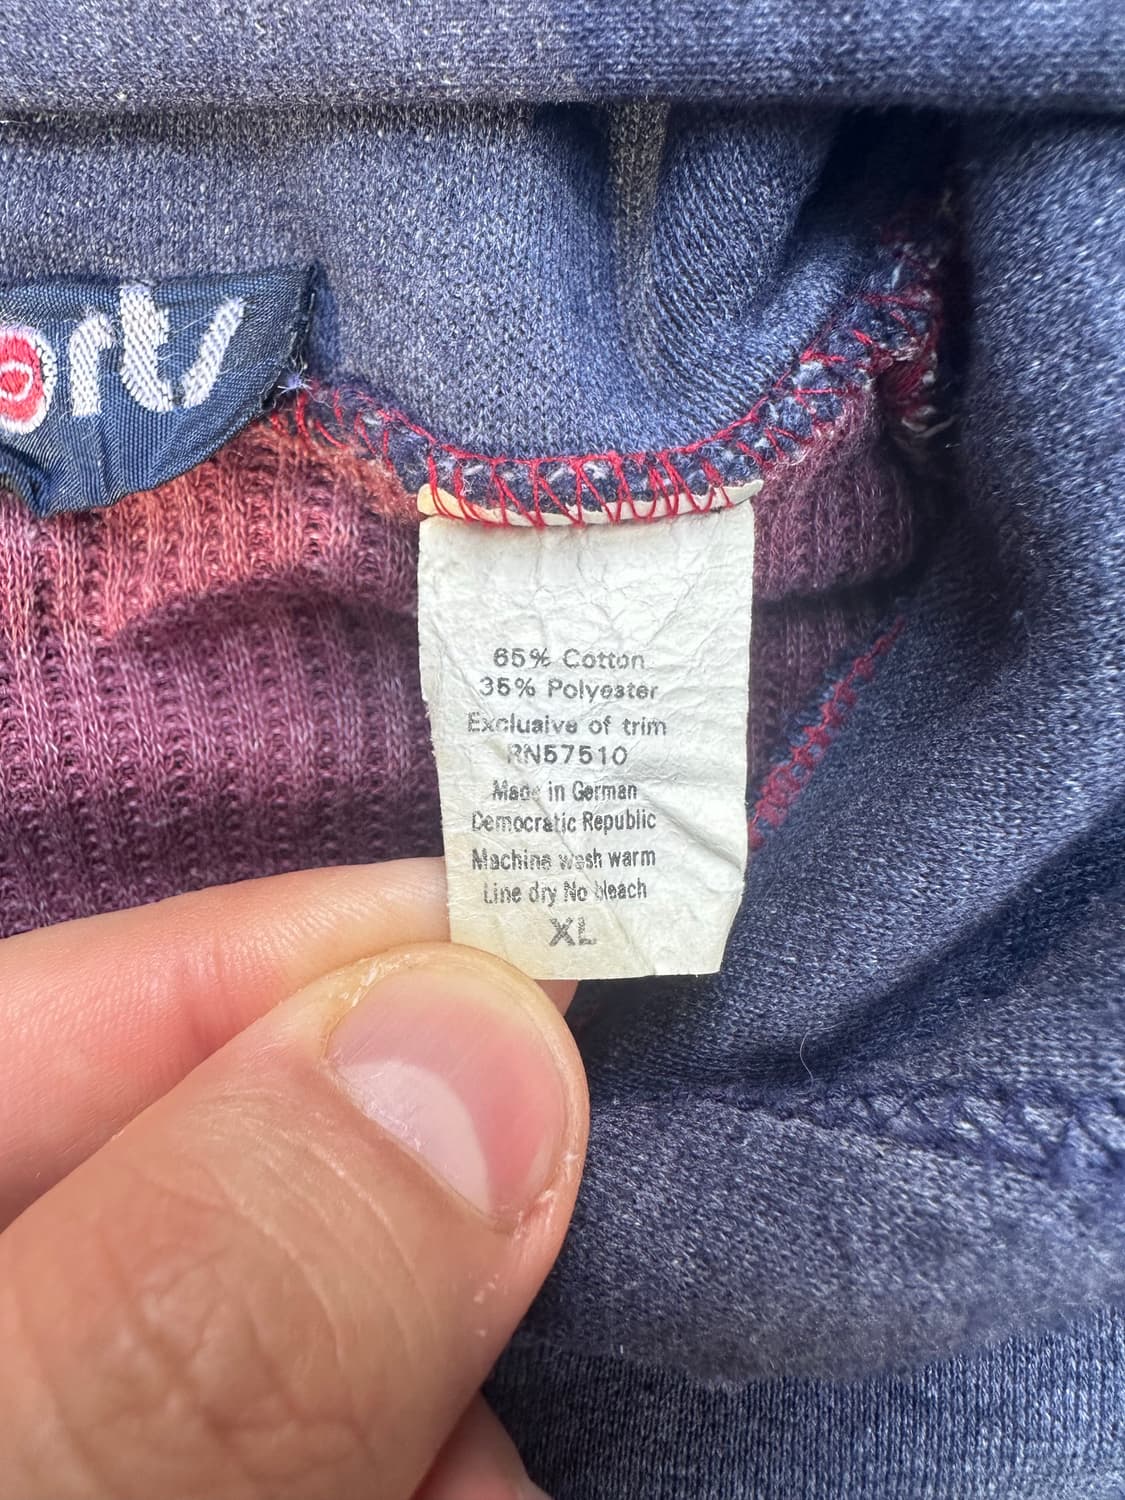 orts
65% Cotton
35% Polyester
Exclusive of trim
RN57510
Made in German
Democratic Republic
Machine wash warm
Line dry No bleach
XL